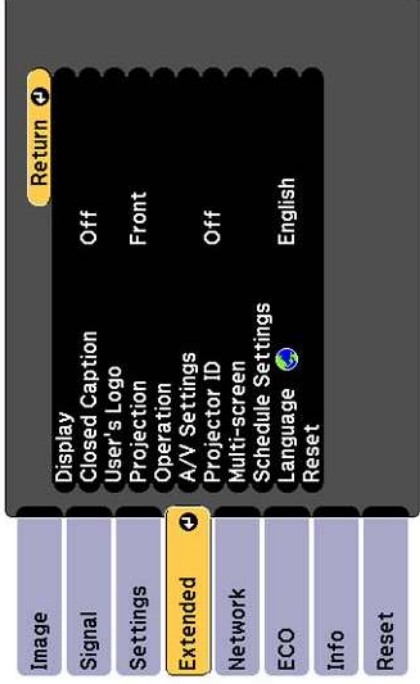 Image
Signal
Settings
Extended
Network
ECO
Info
Reset
Return
Display
Closed Caption Off
User's Logo
Projection Front
Operation
A/V Settings
Projector ID Off
Multi-screen
Schedule Settings
Language English
Reset